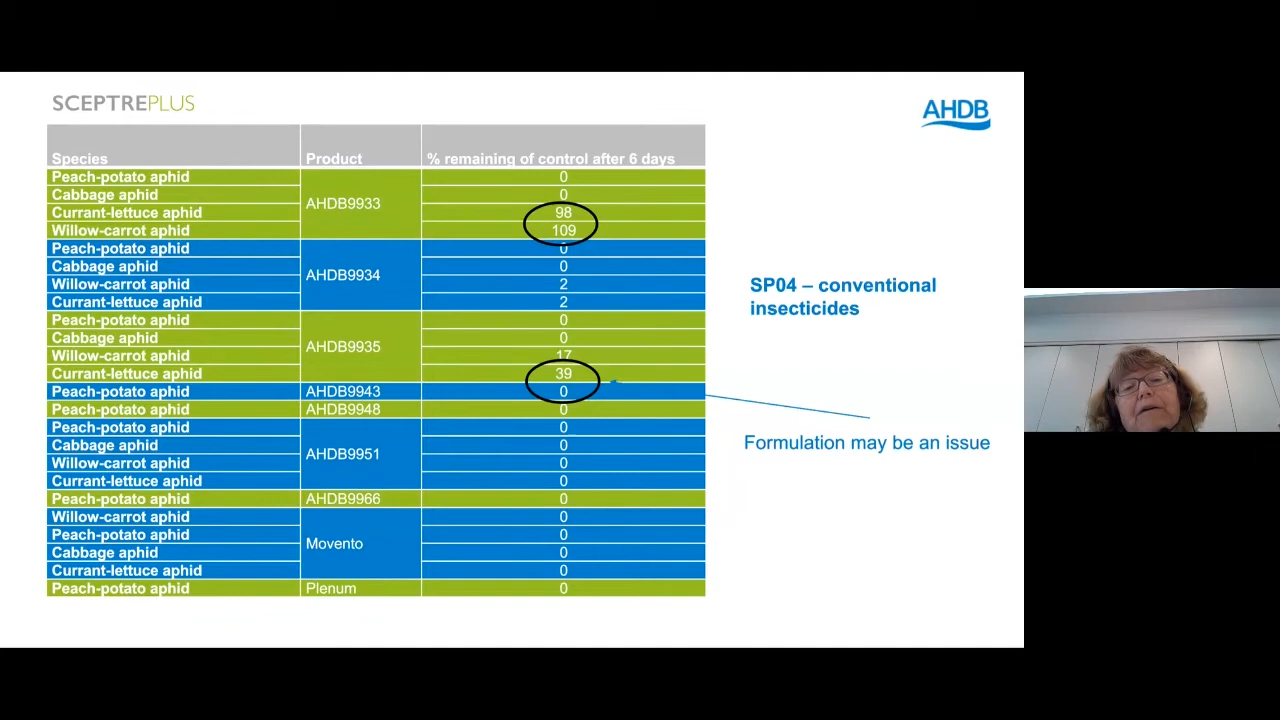 SCEPTREPLUS
AHDB
Species Product % remaining of control after 6 days
Peach-potato aphid AHDB9933 0
Cabbage aphid 0
Currant-lettuce aphid 98
Willow-carrot aphid 109
Peach-potato aphid AHDB9934 0
Cabbage aphid 0
Willow-carrot aphid 2
Currant-lettuce aphid 2
Peach-potato aphid AHDB9935 0
Cabbage aphid 0
Willow-carrot aphid 17
Currant-lettuce aphid 39
Peach-potato aphid AHDB9943 0
Peach-potato aphid AHDB9948 0
Peach-potato aphid AHDB9951 0
Cabbage aphid 0
Willow-carrot aphid 0
Currant-lettuce aphid 0
Peach-potato aphid AHDB9966 0
Willow-carrot aphid Movento 0
Peach-potato aphid 0
Cabbage aphid 0
Currant-lettuce aphid 0
Peach-potato aphid Plenum 0
SP04 – conventional
insecticides
Formulation may be an issue